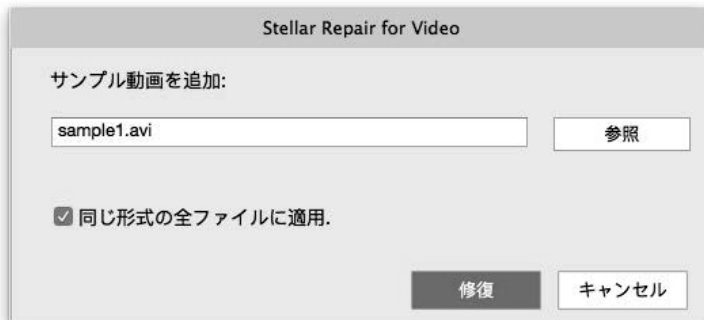 Stellar Repair for Video
サンプル動画を追加:
sample1.avi
参照
同じ形式の全ファイルに適用.
修復
キャンセル